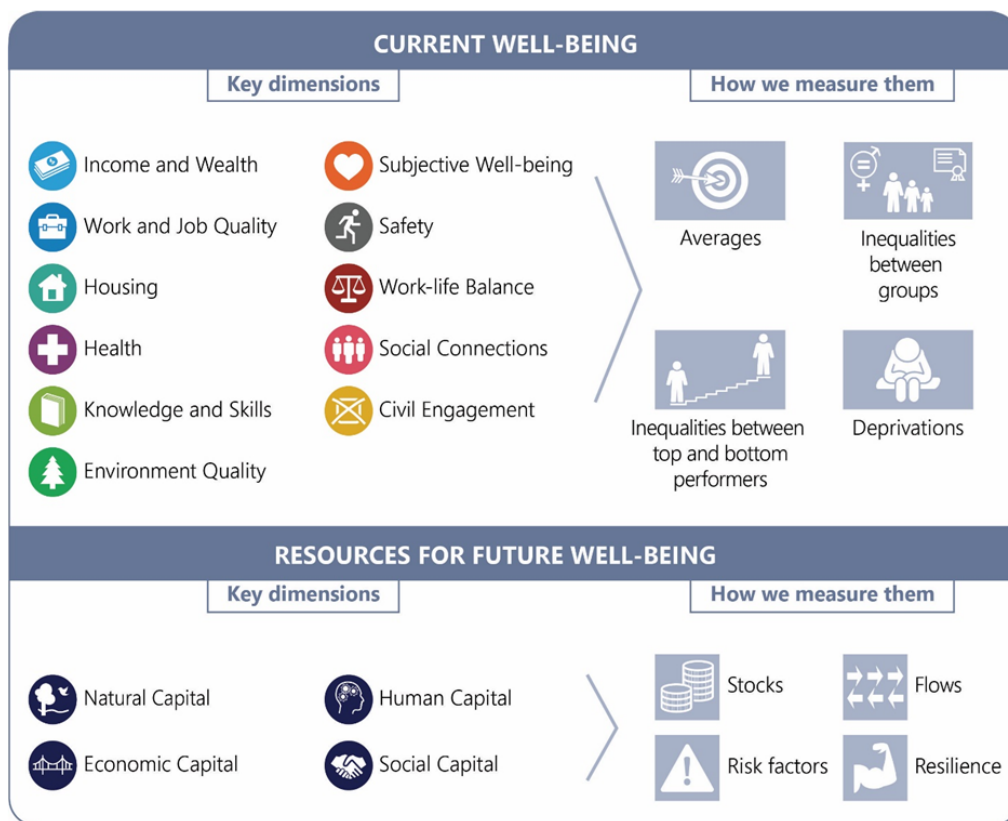 CURRENT WELL-BEING
Key dimensions
How we measure them
Income and Wealth
Work and Job Quality
Housing
Health
Knowledge and Skills
Environment Quality
Subjective Well-being
Safety
Work-life Balance
Social Connections
Civil Engagement
Averages
Inequalities
between
groups
Inequalities between
top and bottom
performers
Deprivations
RESOURCES FOR FUTURE WELL-BEING
Key dimensions
How we measure them
Natural Capital
Economic Capital
Human Capital
Social Capital
Stocks
Flows
Risk factors
Resilience